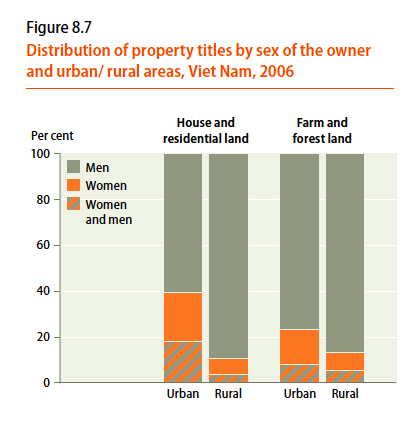 Figure 8.7
Distribution of property titles by sex of the owner
and urban/ rural areas, Viet Nam, 2006
House and
residential land
Farm and
forest land
Per cent
100
80
60
40
20
0
Men
Women
Women
and men
Urban
Rural
Urban
Rural